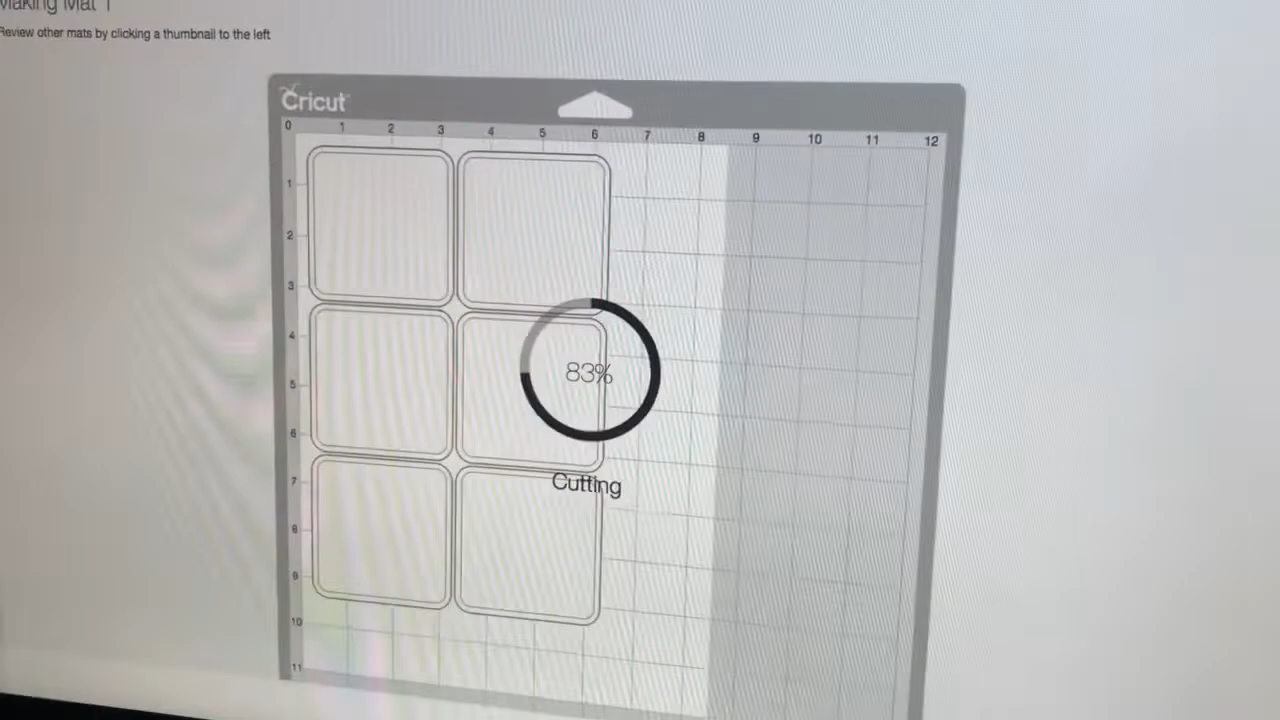 Making Mat 1
Review other mats by clicking a thumbnail to the left
Cricut
0 1 2 3 4 5 6 7 8 9 10 11 12
1
2
3
4
5
83%
6
7
Cutting
8
9
10
11